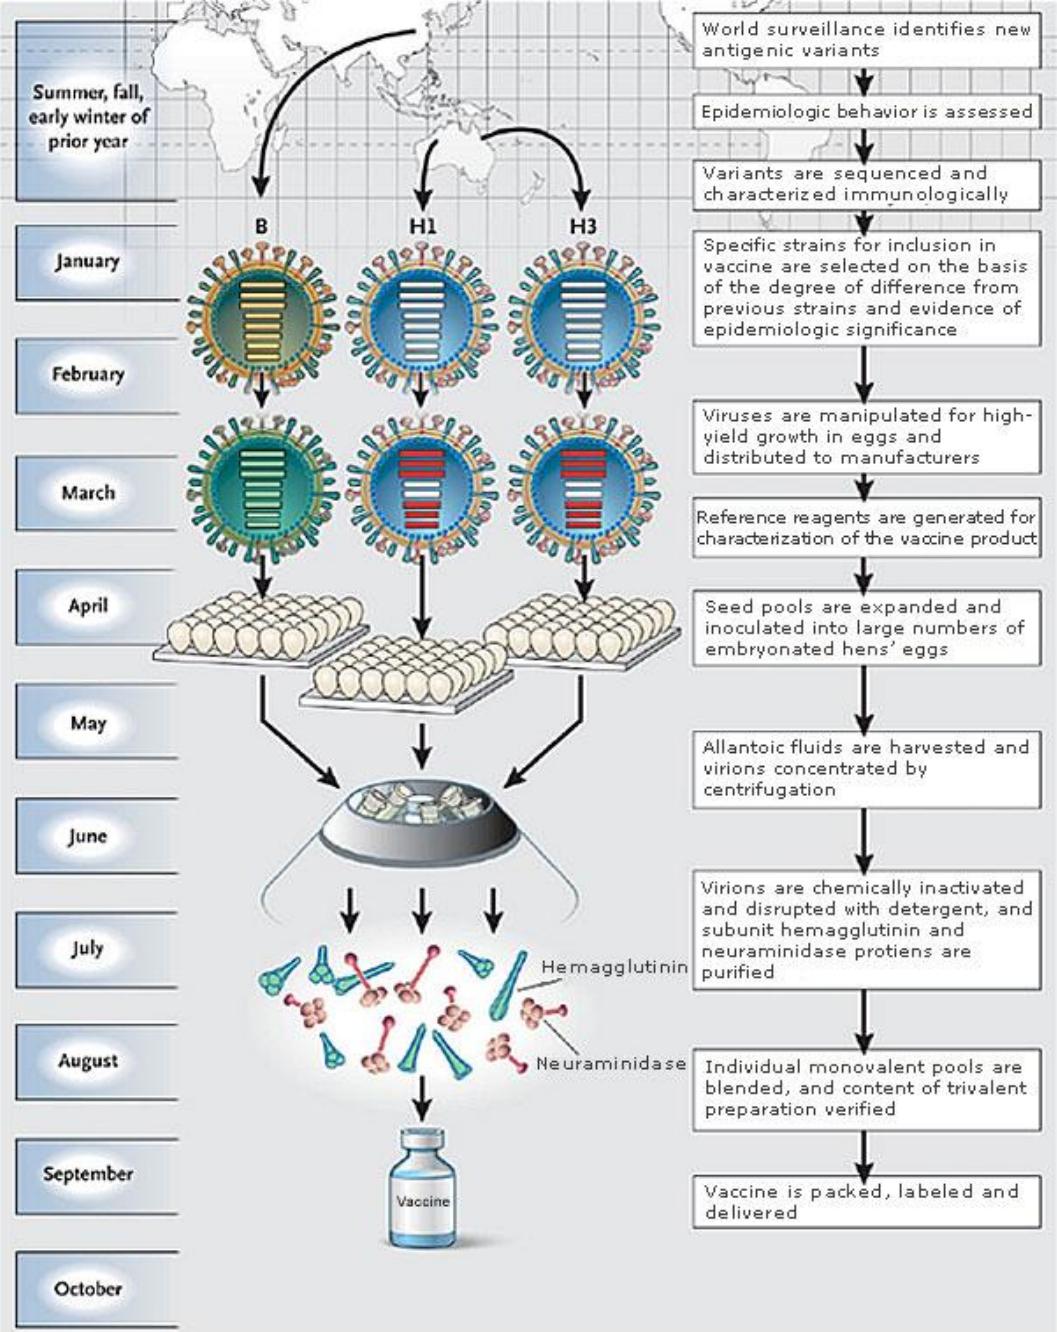 Summer, fall,
early winter of
prior year
January
February
March
April
May
June
July
August
September
October
B
H1
H3
Hemagglutinin
Neuraminidase
Vaccine
World surveillance identifies new
antigenic variants
Epidemiologic behavior is assessed
Variants are sequenced and
characterized immunologically
Specific strains for inclusion in
vaccine are selected on the basis
of the degree of difference from
previous strains and evidence of
epidemiologic significance
Viruses are manipulated for high-
yield growth in eggs and
distributed to manufacturers
Reference reagents are generated for
characterization of the vaccine product
Seed pools are expanded and
inoculated into large numbers of
embryonated hens’ eggs
Allantoic fluids are harvested and
virions concentrated by
centrifugation
Virions are chemically inactivated
and disrupted with detergent, and
subunit hemagglutinin and
neuraminidase protiens are
purified
Individual monovalent pools are
blended, and content of trivalent
preparation verified
Vaccine is packed, labeled and
delivered